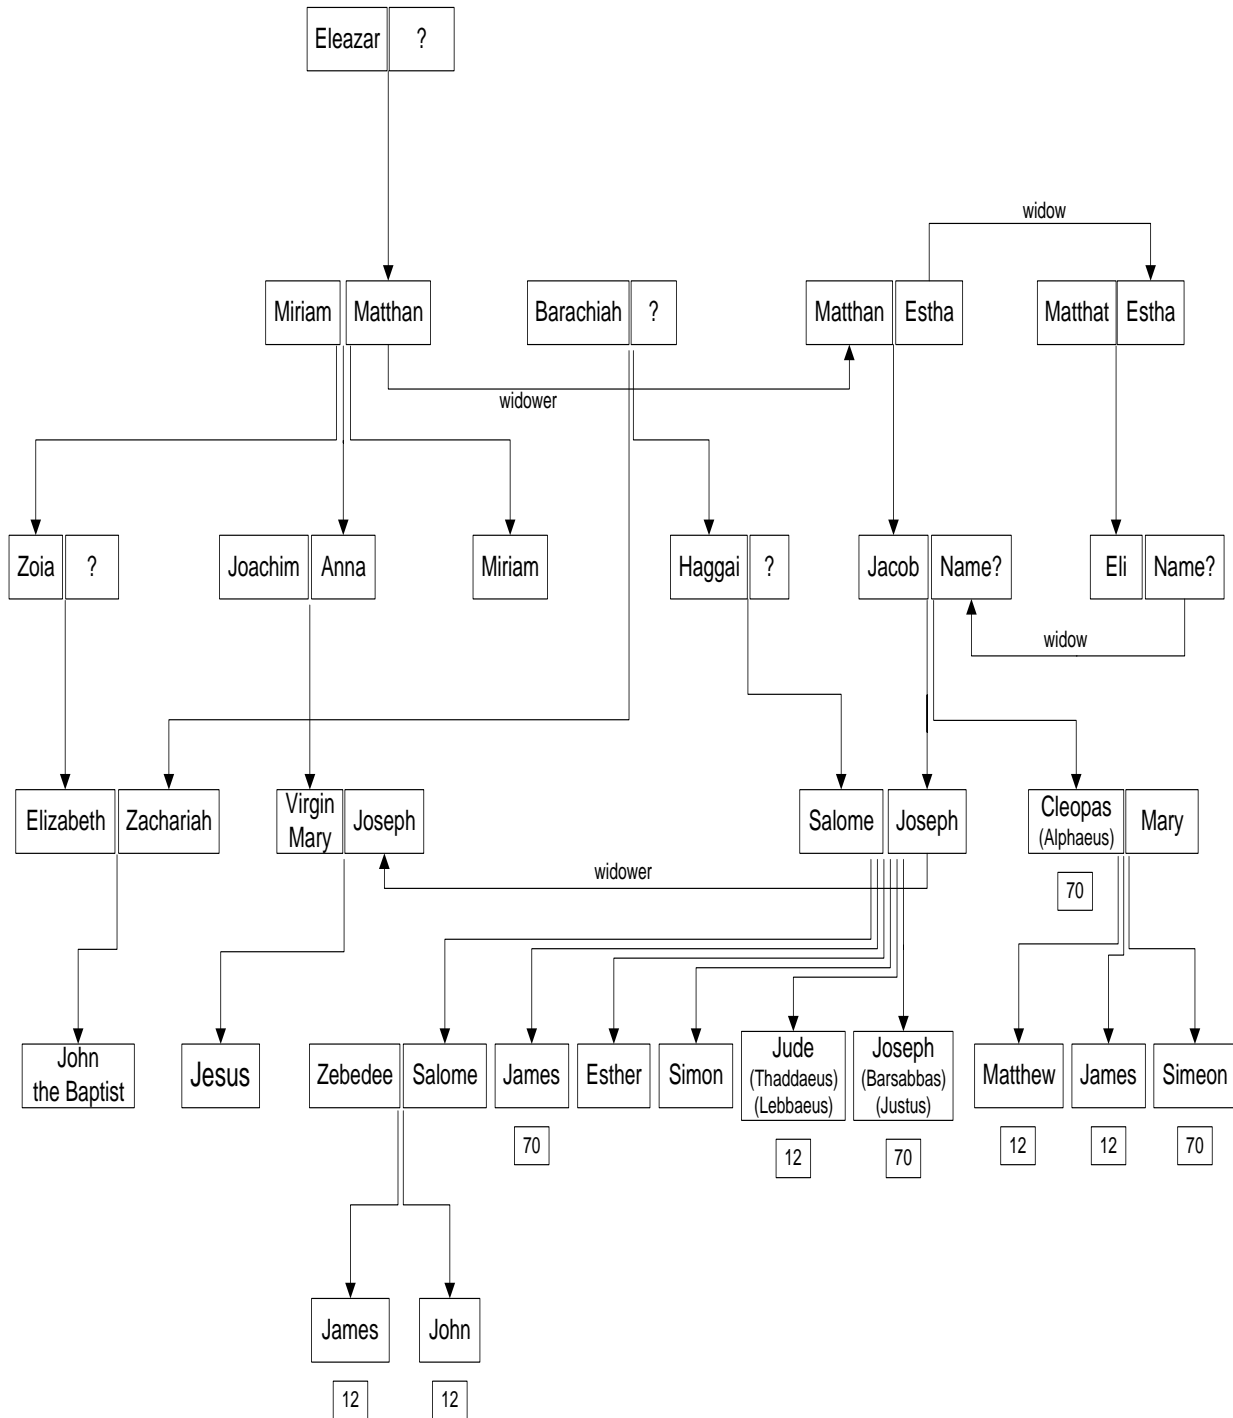 Eleazar ?
widow
Miriam Matthan Barachiah ? Matthan Estha Matthat Estha
widower
Zoia ? Joachim Anna Miriam Haggai ? Jacob Name? Eli Name?
widow
Elizabeth Zachariah Virgin Mary Joseph Salome Joseph Cleopas (Alphaeus) Mary
widower
70
John the Baptist Jesus Zebedee Salome James Esther Simon Jude (Thaddaeus) (Lebbaeus) Joseph (Barsabbas) (Justus) Matthew James Simeon
70 12 70 12 12 70
James John
12 12